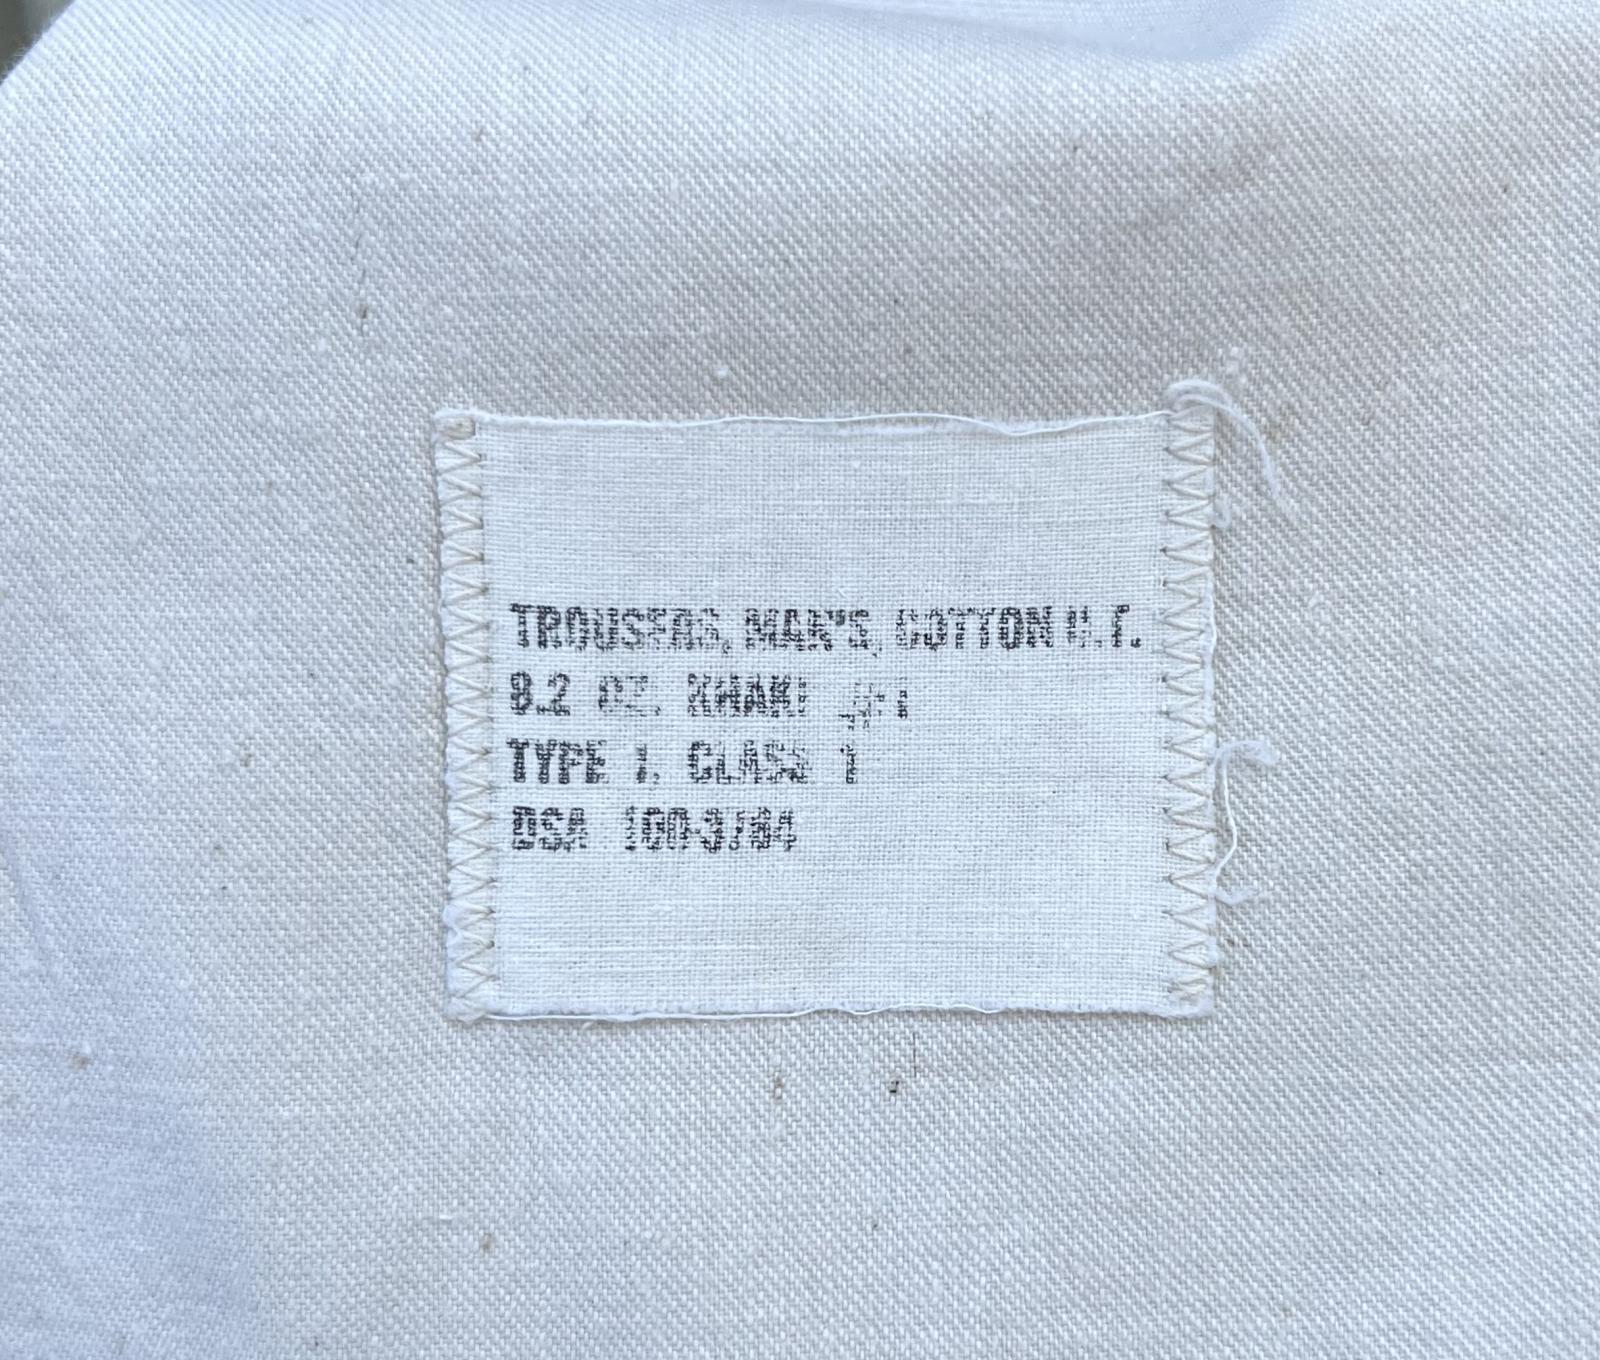 TROUSERS, MAN'S, COTTON U.T.
8.2 OZ. KHAKI
TYPE I, CLASS 1
DSA 100-3784